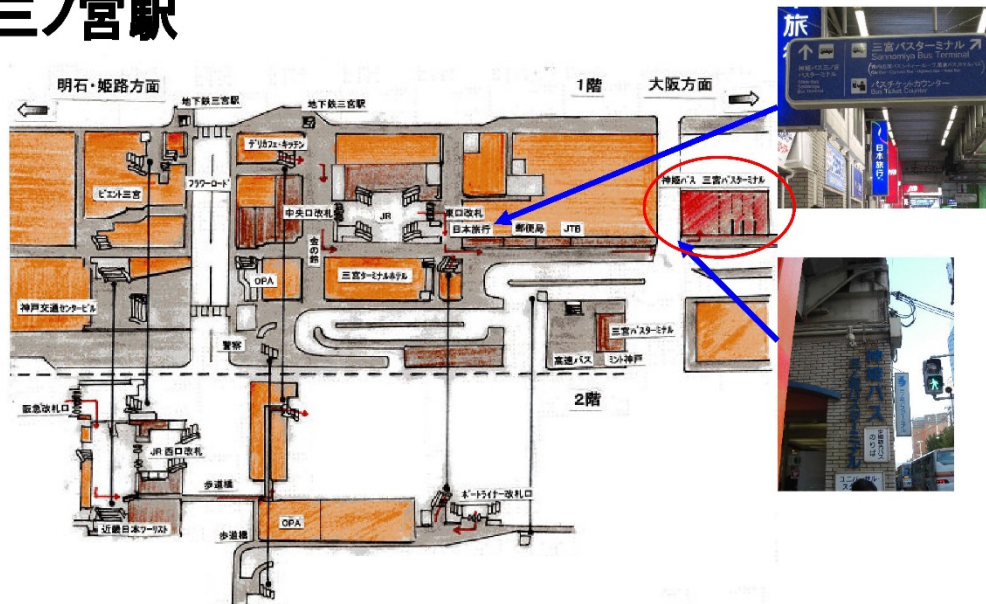 三ノ宮駅
明石・姫路方面
1階
大阪方面
地下鉄三宮駅
地下鉄三宮駅
デリカフェ・キッチン
ピエント三宮
フラワーロード
中央口改札
JR
東口改札
日本旅行
郵便局
JTB
神姫バス 三宮バスターミナル
金の鈴
OPA
三宮ターミナルホテル
神戸交通センタービル
警察
三宮バスターミナル
高速バス
ミント神戸
2階
阪急改札口
JR西口改札
歩道橋
ポートライナー改札口
近畿日本ツーリスト
歩道橋
OPA
旅
三宮バスターミナル
Sannomiya Bus Terminal
バスチケットカウンター
Bus Ticket Counter
日本旅行
神姫バス
のりば
ユニバーサル・